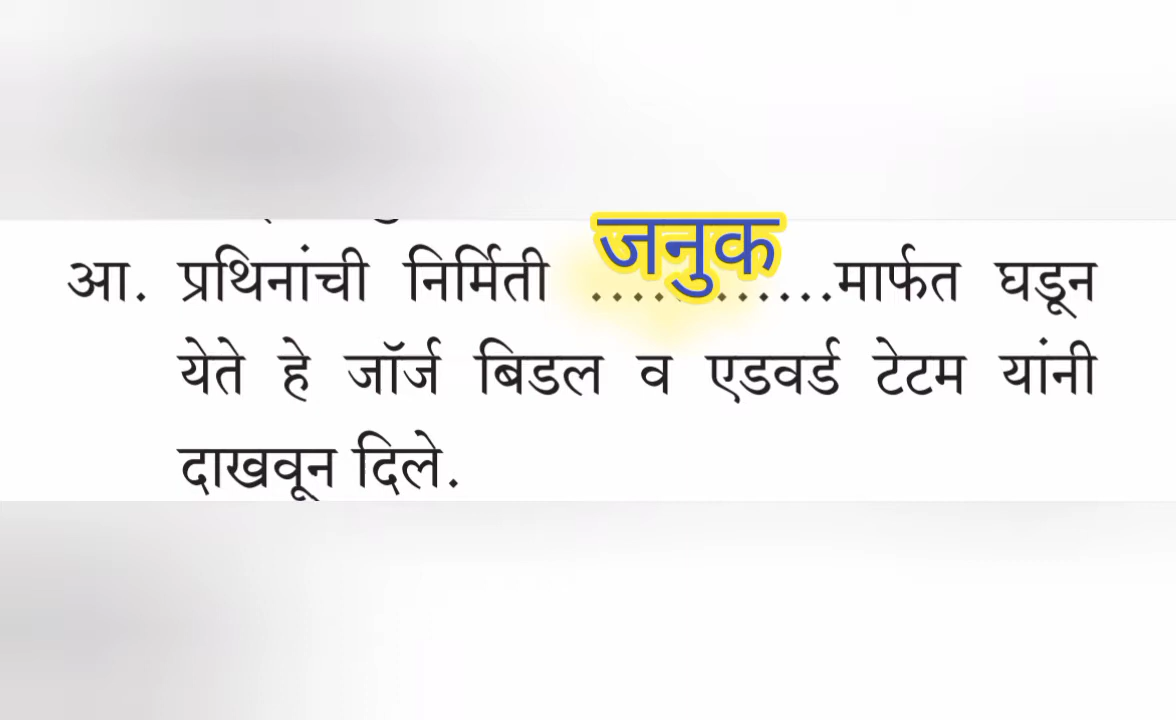 जनुक
आ. प्रथिनांची निर्मिती ............मार्फत घडून
येते हे जॉर्ज बिडल व एडवर्ड टेटम यांनी
दाखवून दिले.